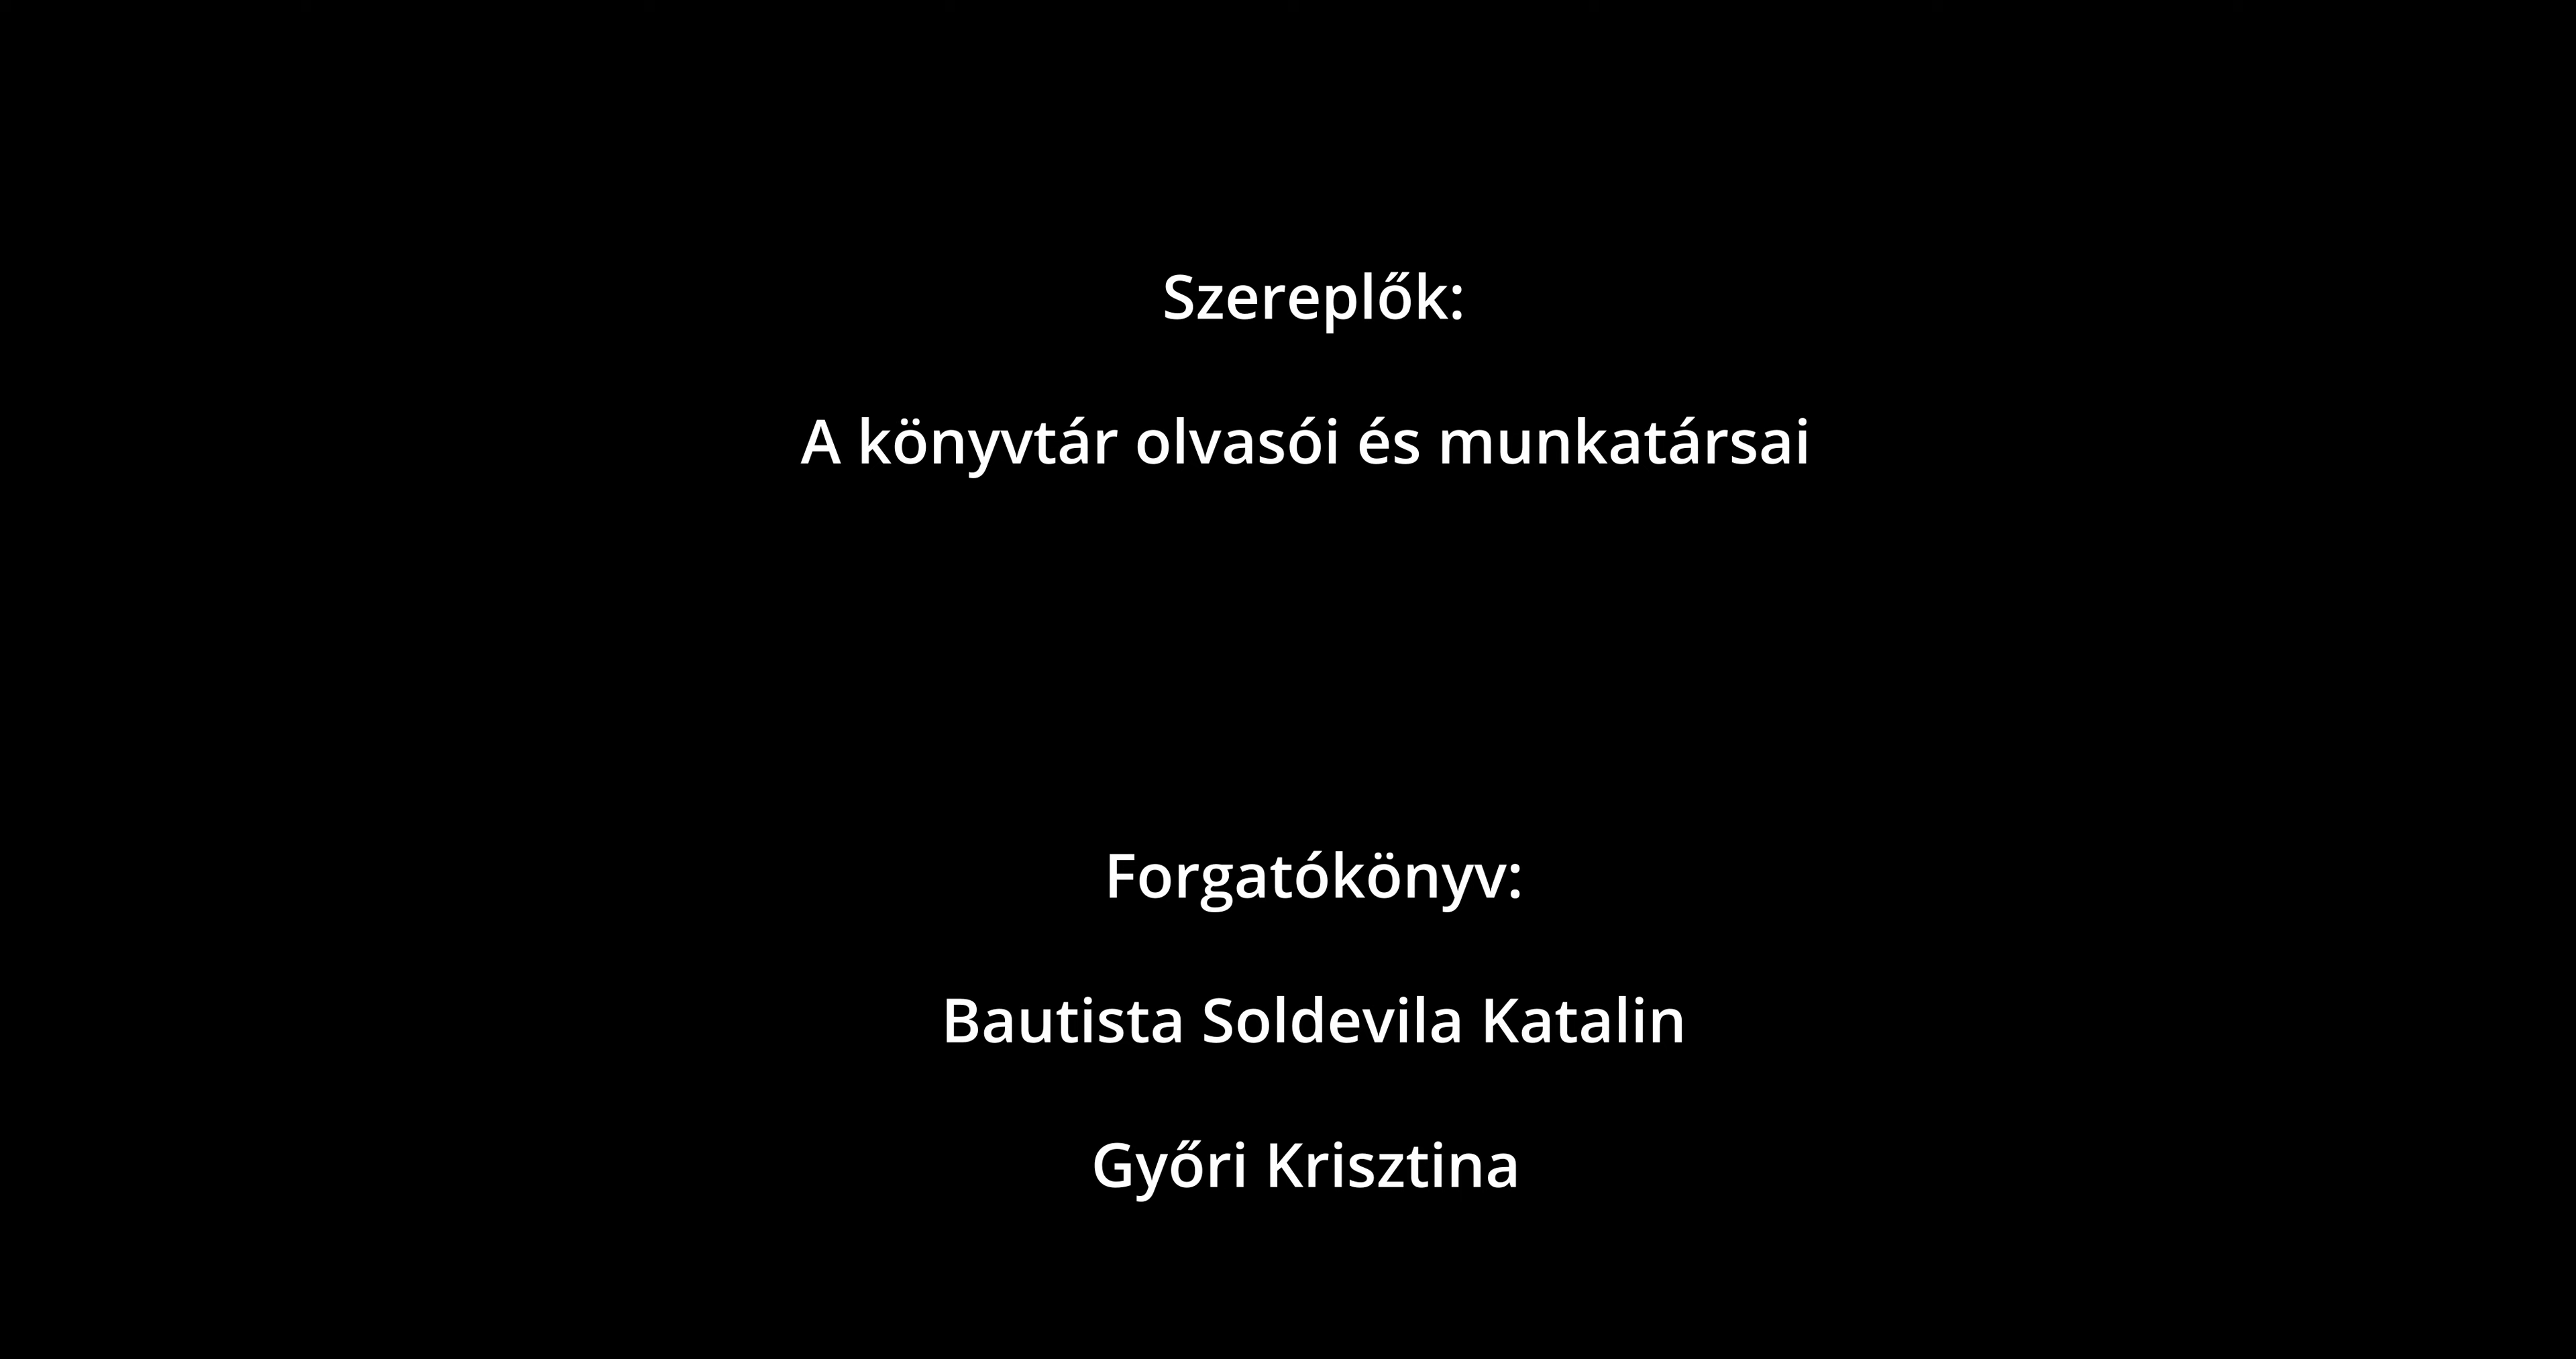 Szereplők:
A könyvtár olvasói és munkatársai
Forgatókönyv:
Bautista Soldevila Katalin
Győri Krisztina